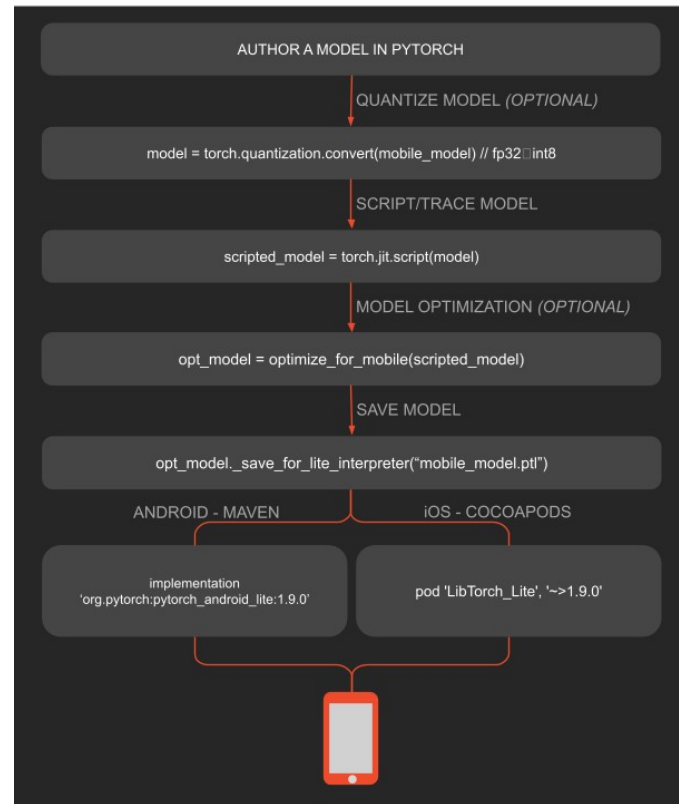 AUTHOR A MODEL IN PYTORCH
QUANTIZE MODEL (OPTIONAL)
model = torch.quantization.convert(mobile_model) // fp32□int8
SCRIPT/TRACE MODEL
scripted_model = torch.jit.script(model)
MODEL OPTIMIZATION (OPTIONAL)
opt_model = optimize_for_mobile(scripted_model)
SAVE MODEL
opt_model._save_for_lite_interpreter(“mobile_model.ptl”)
ANDROID - MAVEN
iOS - COCOAPODS
implementation
‘org.pytorch:pytorch_android_lite:1.9.0’
pod 'LibTorch_Lite', '~>1.9.0'